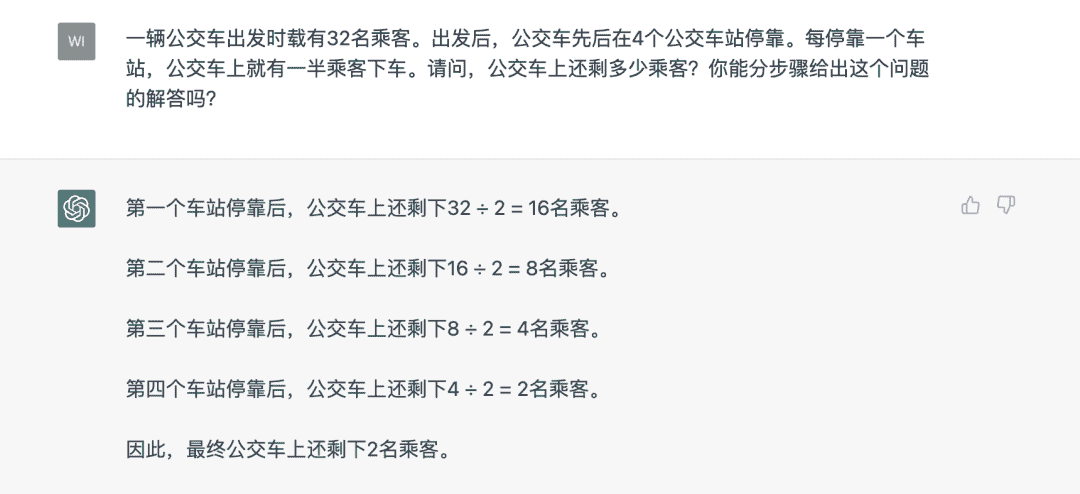 WI
一辆公交车出发时载有32名乘客。出发后，公交车先后在4个公交车站停靠。每停靠一个车
站，公交车上就有一半乘客下车。请问，公交车上还剩多少乘客？你能分步骤给出这个问题
的解答吗？
第一个车站停靠后，公交车上还剩下32 ÷ 2 = 16名乘客。
第二个车站停靠后，公交车上还剩下16 ÷ 2 = 8名乘客。
第三个车站停靠后，公交车上还剩下8 ÷ 2 = 4名乘客。
第四个车站停靠后，公交车上还剩下4 ÷ 2 = 2名乘客。
因此，最终公交车上还剩下2名乘客。